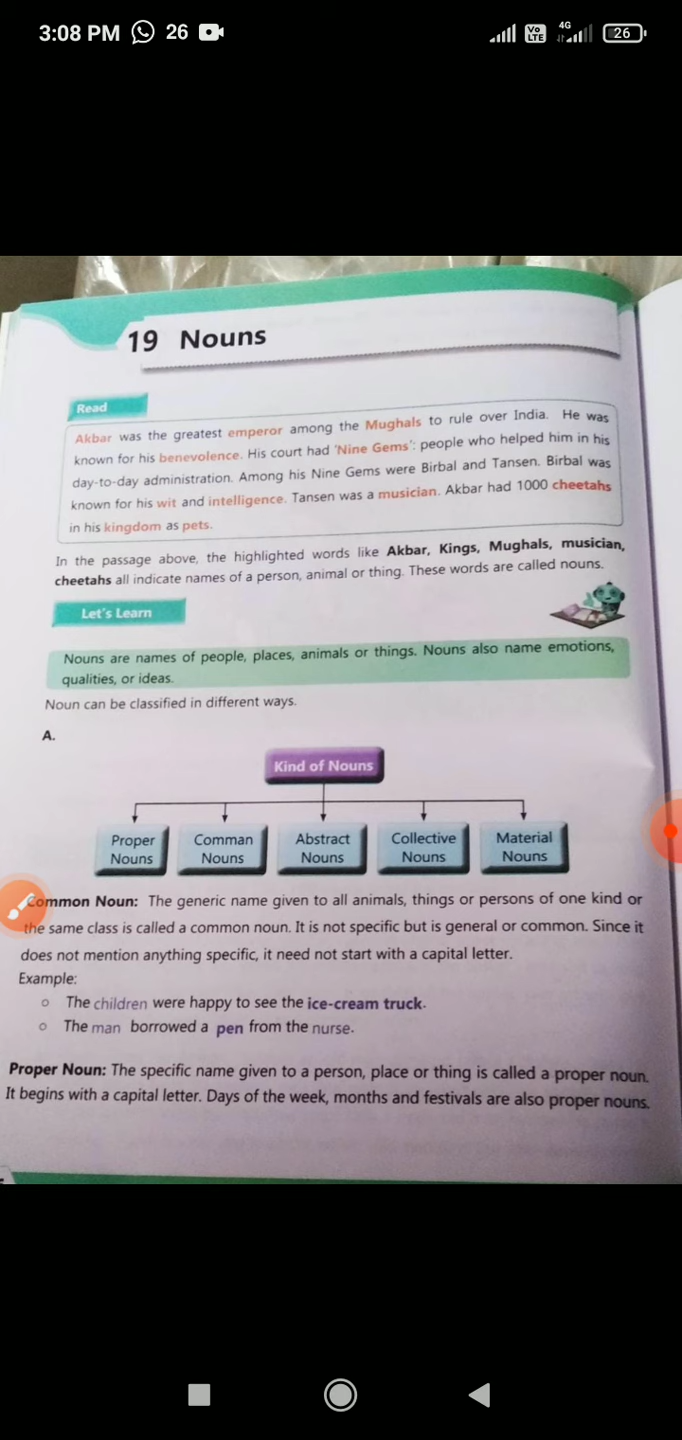 3:08 PM 26
Vo LTE 4G 26
19 Nouns
Read
Akbar was the greatest emperor among the Mughals to rule over India. He was
known for his benevolence. His court had 'Nine Gems': people who helped him in his
day-to-day administration. Among his Nine Gems were Birbal and Tansen. Birbal was
known for his wit and intelligence. Tansen was a musician. Akbar had 1000 cheetahs
in his kingdom as pets.
In the passage above, the highlighted words like Akbar, Kings, Mughals, musician,
cheetahs all indicate names of a person, animal or thing. These words are called nouns.
Let's Learn
Nouns are names of people, places, animals or things. Nouns also name emotions,
qualities, or ideas.
Noun can be classified in different ways.
A.
Kind of Nouns
Proper Nouns
Comman Nouns
Abstract Nouns
Collective Nouns
Material Nouns
Common Noun: The generic name given to all animals, things or persons of one kind or
the same class is called a common noun. It is not specific but is general or common. Since it
does not mention anything specific, it need not start with a capital letter.
Example:
o The children were happy to see the ice-cream truck.
o The man borrowed a pen from the nurse.
Proper Noun: The specific name given to a person, place or thing is called a proper noun.
It begins with a capital letter. Days of the week, months and festivals are also proper nouns.